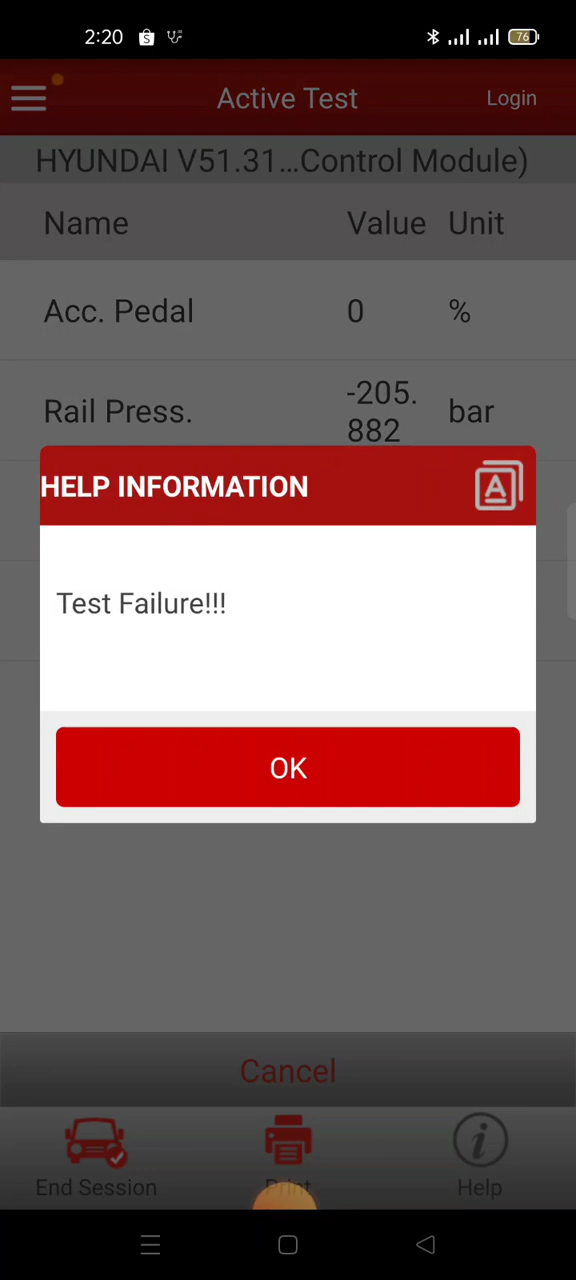 2:20
76
Active Test
Login
HYUNDAI V51.31...Control Module)
Name Value Unit
Acc. Pedal 0 %
Rail Press. -205.
882 bar
HELP INFORMATION
A
Test Failure!!!
OK
Cancel
End Session Print Help